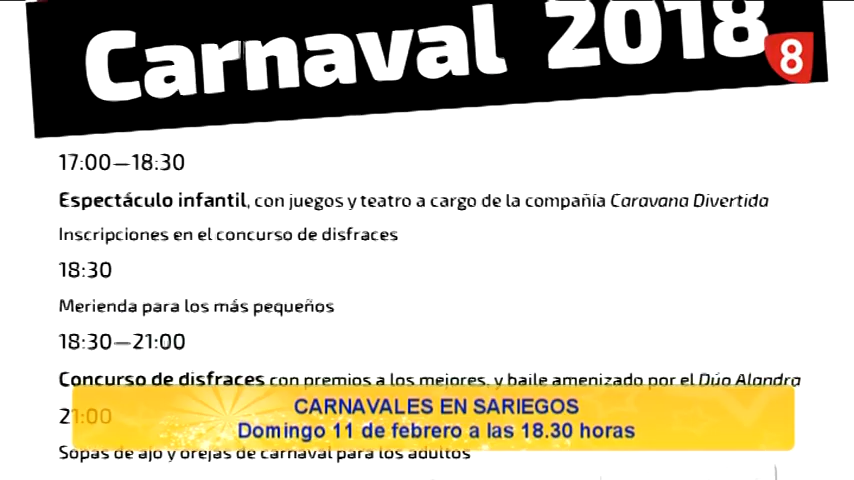 Carnaval 2018
8
17:00—18:30
Espectáculo infantil, con juegos y teatro a cargo de la compañía Caravana Divertida
Inscripciones en el concurso de disfraces
18:30
Merienda para los más pequeños
18:30—21:00
Concurso de disfraces con premios a los mejores, y baile amenizado por el Dúo Alandra
21:00
CARNAVALES EN SARIEGOS
Domingo 11 de febrero a las 18.30 horas
Sopas de ajo y orejas de carnaval para los adultos